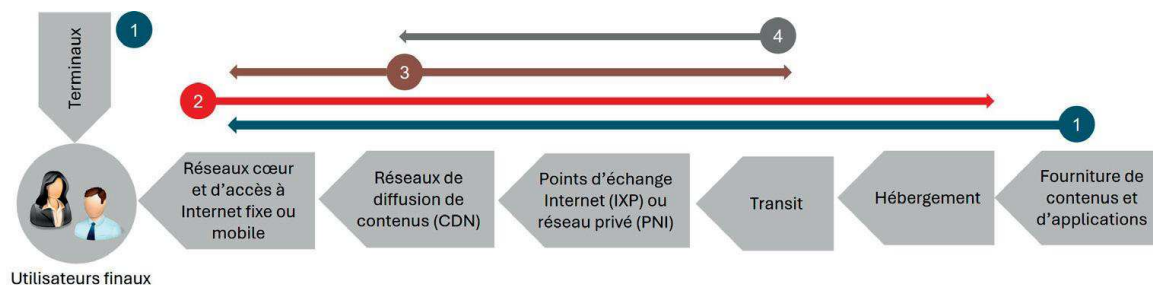 Terminaux
1
4
3
2
1
Réseaux cœur
et d'accès à
Internet fixe ou
mobile
Réseaux de
diffusion de
contenus (CDN)
Points d'échange
Internet (IXP) ou
réseau privé (PNI)
Transit
Hébergement
Fourniture de
contenus et
d'applications
Utilisateurs finaux